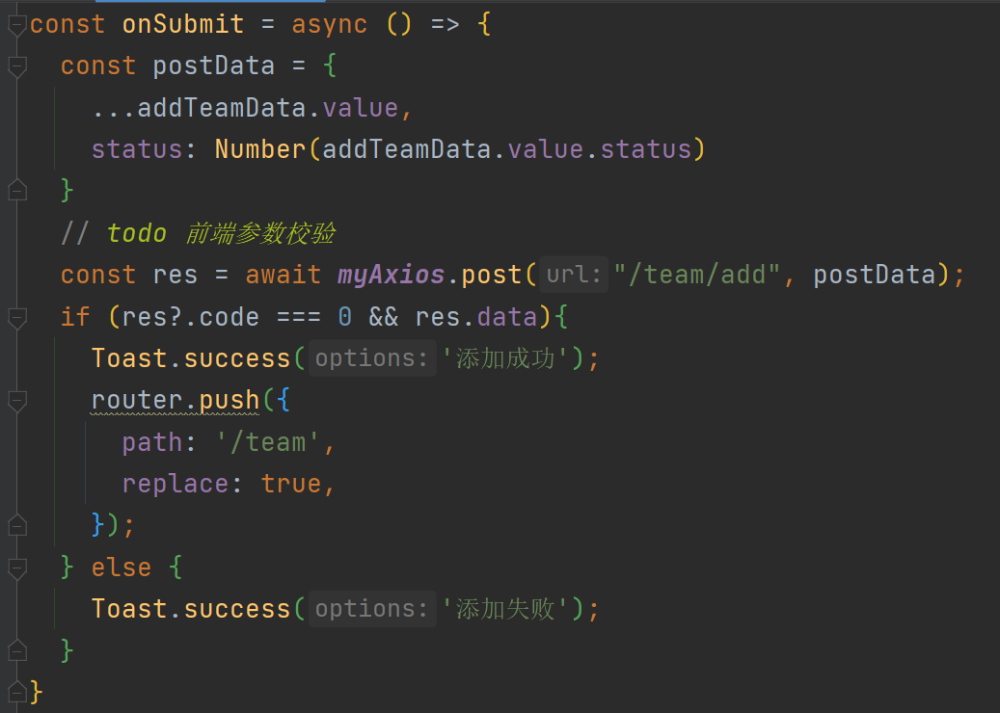 const onSubmit = async () => {
  const postData = {
    ...addTeamData.value,
    status: Number(addTeamData.value.status)
  }
  // todo 前端参数校验
  const res = await myAxios.post( url: "/team/add", postData);
  if (res?.code === 0 && res.data){
    Toast.success( options: '添加成功');
    router.push({
      path: '/team',
      replace: true,
    });
  } else {
    Toast.success( options: '添加失败');
  }
}